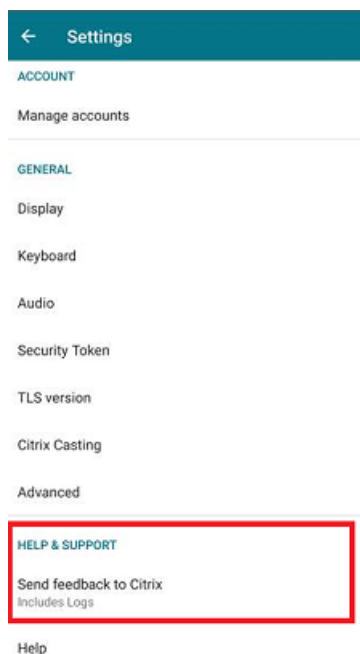 Settings
ACCOUNT
Manage accounts
GENERAL
Display
Keyboard
Audio
Security Token
TLS version
Citrix Casting
Advanced
HELP & SUPPORT
Send feedback to Citrix
Includes Logs
Help